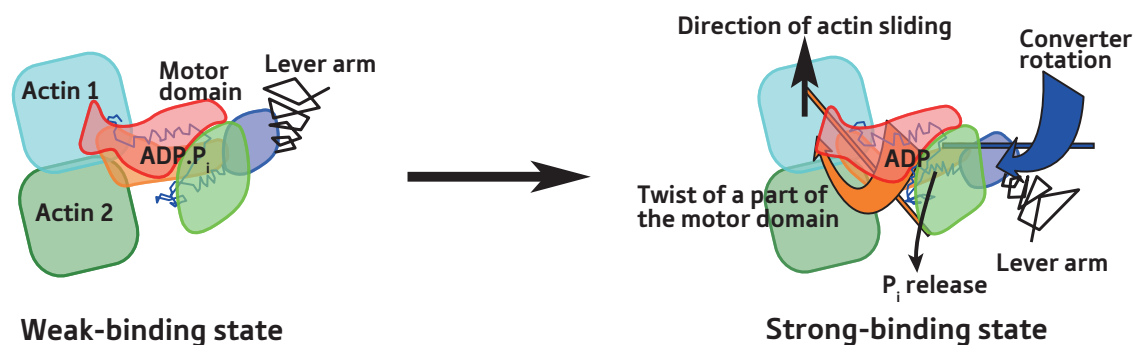 Actin 1
Motor
domain
Lever arm
ADP.Pi
Actin 2
Weak-binding state
Direction of actin sliding
Converter
rotation
ADP
Twist of a part of
the motor domain
Lever arm
Pi release
Strong-binding state